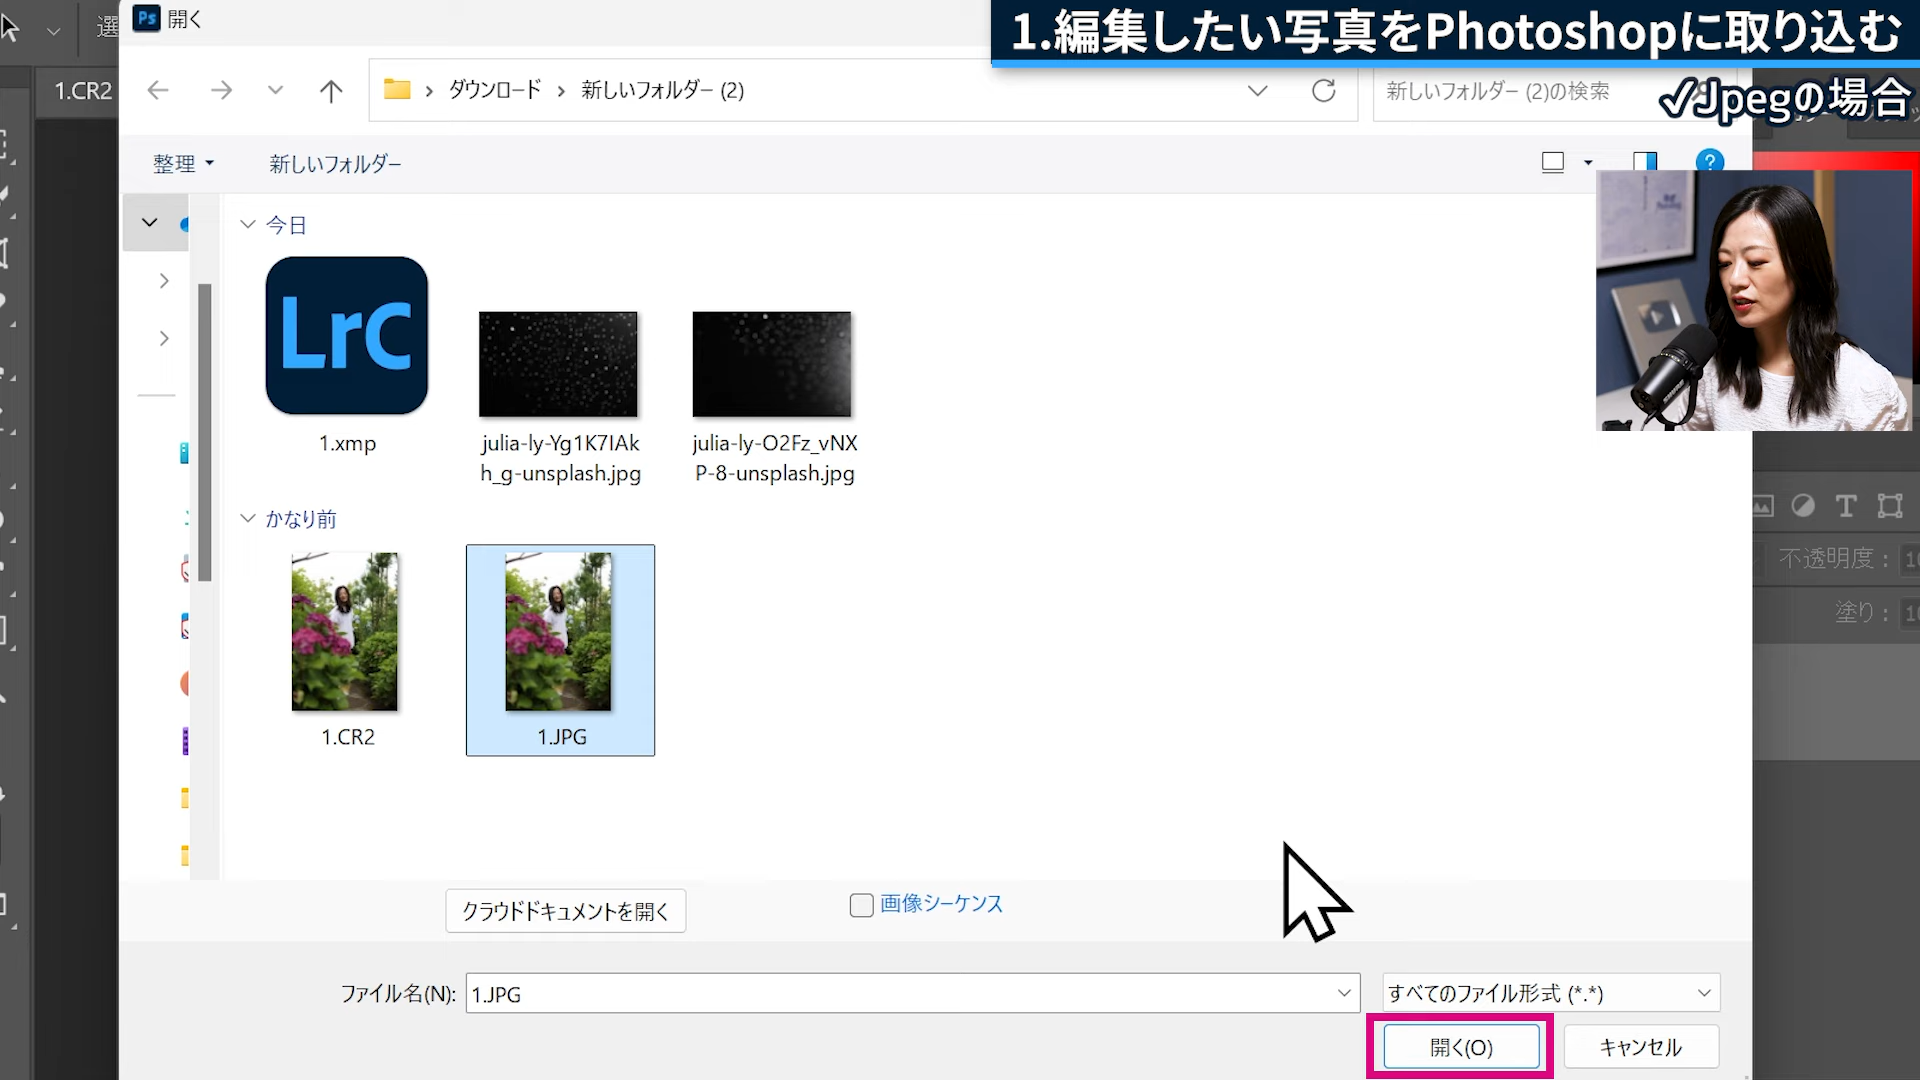 選
Ps 開く
1.編集したい写真をPhotoshopに取り込む
✓Jpegの場合
1.CR2
ダウンロード › 新しいフォルダー (2)
新しいフォルダー (2)の検索
整理
新しいフォルダー
?
今日
LrC
1.xmp
julia-ly-Yg1K7IAk
h_g-unsplash.jpg
julia-ly-O2Fz_vNX
P-8-unsplash.jpg
かなり前
1.CR2
1.JPG
不透明度：
塗り：
クラウドドキュメントを開く
画像シーケンス
ファイル名(N):
1.JPG
すべてのファイル形式 (*.*)
開く(O)
キャンセル